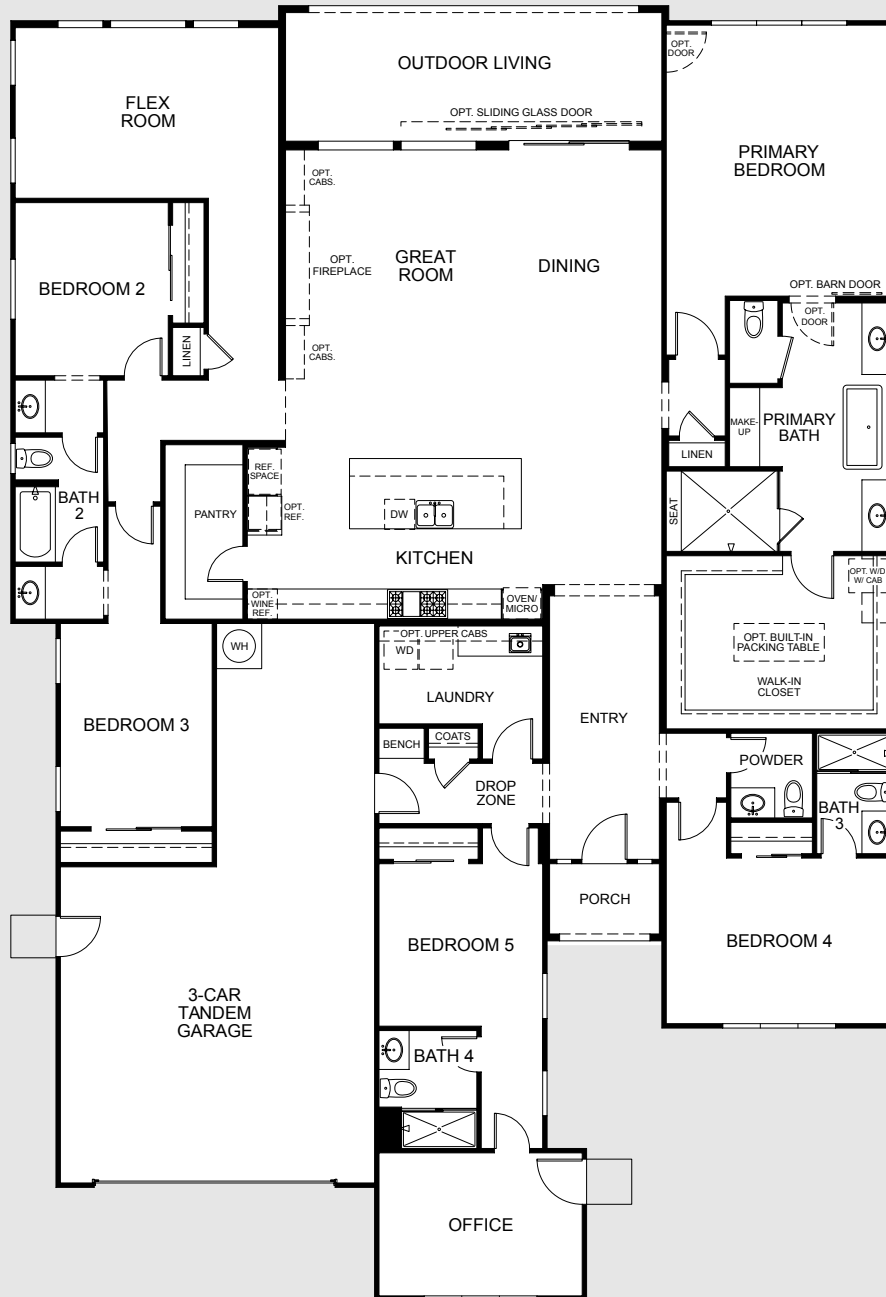 OUTDOOR LIVING
OPT. SLIDING GLASS DOOR
FLEX
ROOM
OPT.
DOOR
PRIMARY
BEDROOM
OPT.
CABS.
GREAT
ROOM
DINING
OPT.
FIREPLACE
OPT.
CABS.
BEDROOM 2
LINEN
OPT. BARN DOOR
OPT.
DOOR
MAKE-
UP
PRIMARY
BATH
LINEN
SEAT
BATH
2
PANTRY
REF.
SPACE
OPT.
REF.
DW
KITCHEN
OPT.
WINE
REF.
OVEN/
MICRO
OPT. W/D
W/ CAB
OPT. BUILT-IN
PACKING TABLE
WALK-IN
CLOSET
WH
OPT. UPPER CABS
WD
LAUNDRY
BEDROOM 3
BENCH
COATS
DROP
ZONE
ENTRY
POWDER
BATH
3
PORCH
BEDROOM 4
BEDROOM 5
3-CAR
TANDEM
GARAGE
BATH 4
OFFICE